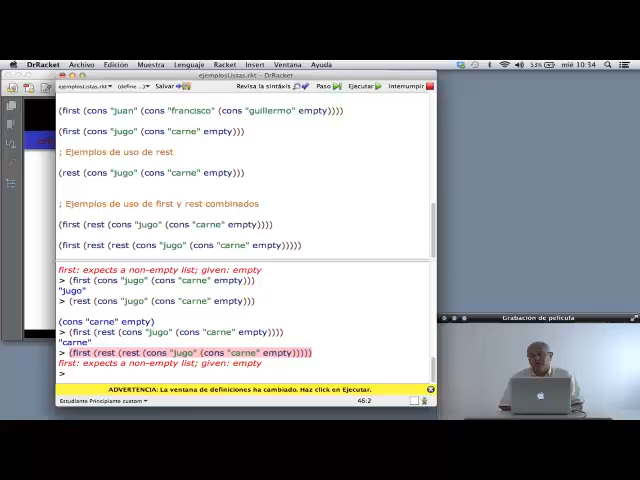 DrRacket Archivo Edición Muestra Lenguaje Racket Insert Ventana Ayuda 53% mié 10:34
ejemplosListas.rkt - DrRacket
ejemplosListas.rkt (define ...) Salvar Revisa la sintáxis Paso Ejecutar Interrumpir
(first (cons "juan" (cons "francisco" (cons "guillermo" empty))))
(first (cons "jugo" (cons "carne" empty)))
; Ejemplos de uso de rest
(rest (cons "jugo" (cons "carne" empty)))
; Ejemplos de uso de first y rest combinados
(first (rest (cons "jugo" (cons "carne" empty))))
(first (rest (rest (cons "jugo" (cons "carne" empty)))))
first: expects a non-empty list; given: empty
> (first (cons "jugo" (cons "carne" empty)))
"jugo"
> (rest (cons "jugo" (cons "carne" empty)))
(cons "carne" empty)
> (first (rest (cons "jugo" (cons "carne" empty))))
"carne"
> (first (rest (rest (cons "jugo" (cons "carne" empty)))))
first: expects a non-empty list; given: empty
>
ADVERTENCIA: La ventana de definiciones ha cambiado. Haz click en Ejecutar.
Estudiante Principiante custom 46:2
Grabación de película